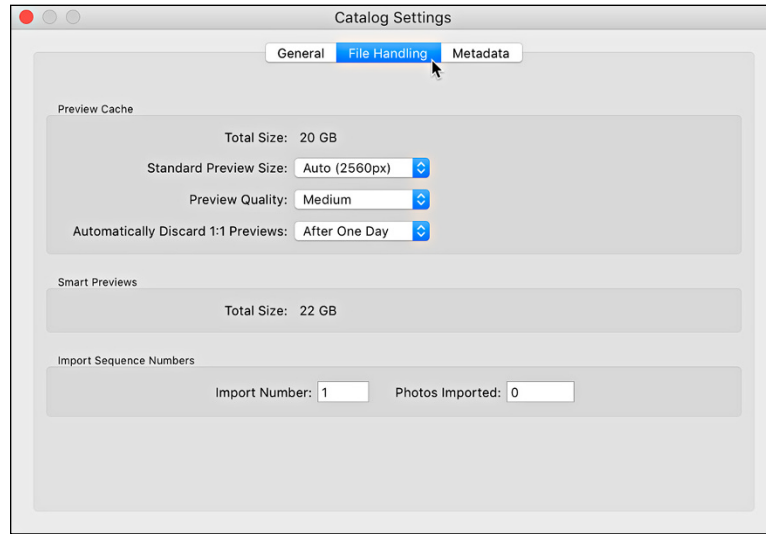 Catalog Settings
General File Handling Metadata
Preview Cache
Total Size: 20 GB
Standard Preview Size: Auto (2560px)
Preview Quality: Medium
Automatically Discard 1:1 Previews: After One Day
Smart Previews
Total Size: 22 GB
Import Sequence Numbers
Import Number: 1 Photos Imported: 0